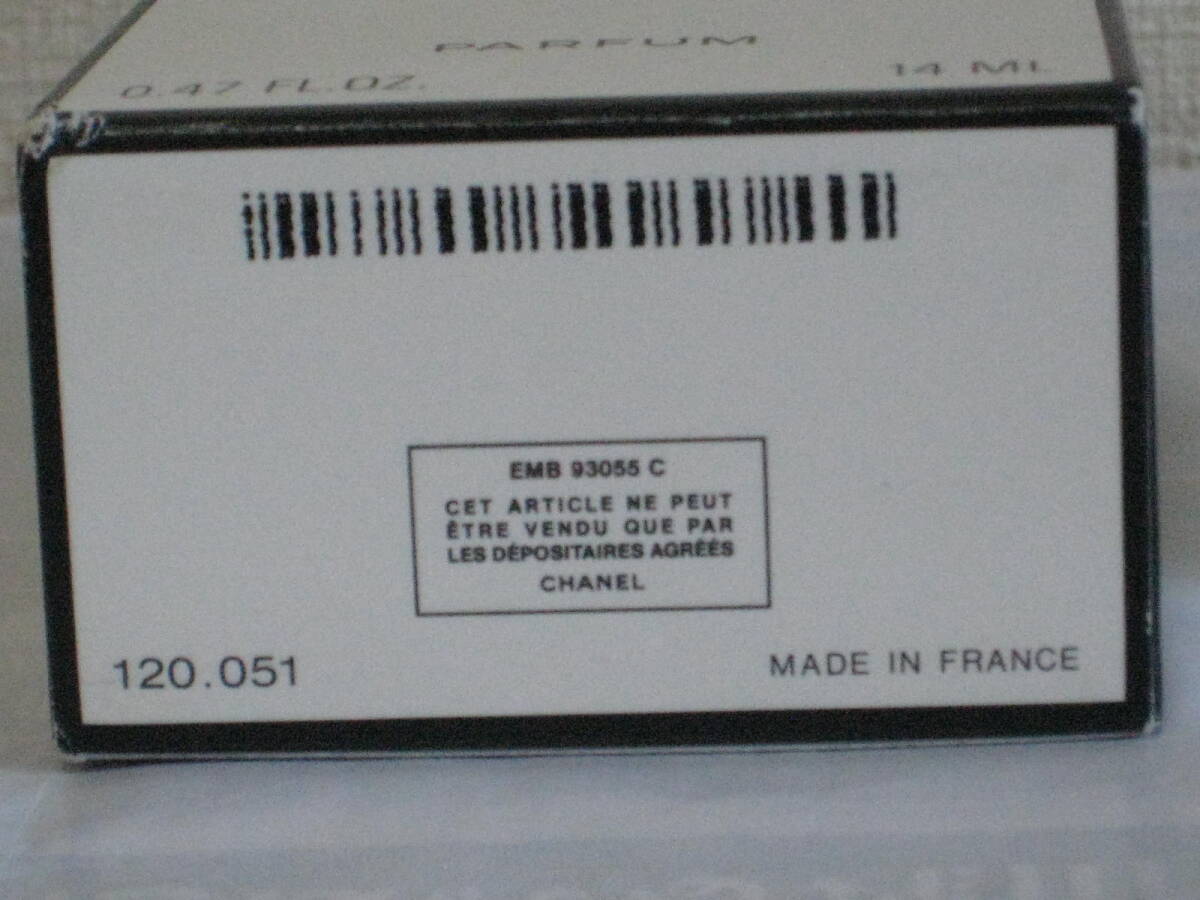 PARFUM
0.47 FL.OZ. 14 ML
EMB 93055 C
CET ARTICLE NE PEUT
ÊTRE VENDU QUE PAR
LES DÉPOSITAIRES AGRÉÉS
CHANEL
120.051 MADE IN FRANCE